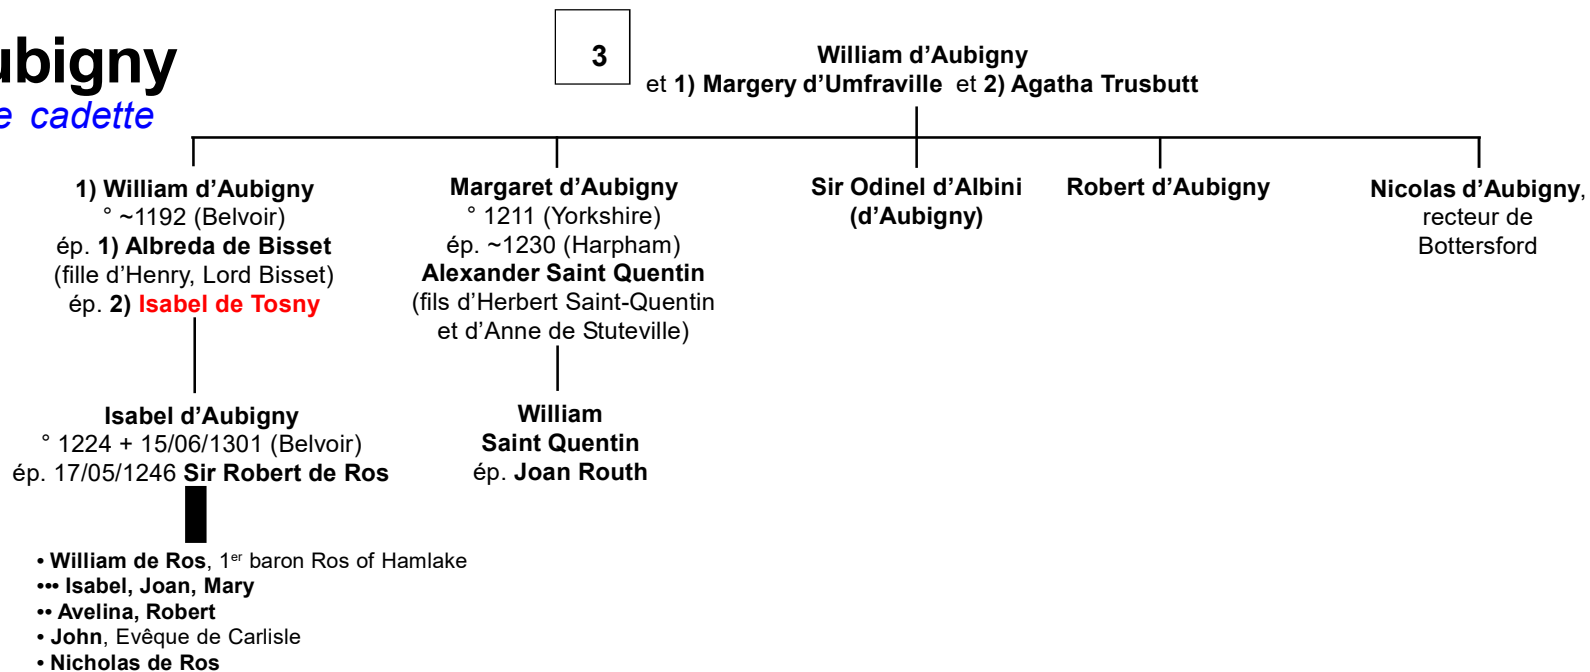 ubigny
e cadette
3
William d’Aubigny
et 1) Margery d’Umfraville et 2) Agatha Trusbutt
1) William d’Aubigny
° ~1192 (Belvoir)
ép. 1) Albreda de Bisset
(fille d’Henry, Lord Bisset)
ép. 2) Isabel de Tosny
Margaret d’Aubigny
° 1211 (Yorkshire)
ép. ~1230 (Harpham)
Alexander Saint Quentin
(fils d’Herbert Saint-Quentin
et d’Anne de Stuteville)
Sir Odinel d’Albini
(d’Aubigny)
Robert d’Aubigny
Nicolas d’Aubigny,
recteur de
Bottersford
Isabel d’Aubigny
° 1224 + 15/06/1301 (Belvoir)
ép. 17/05/1246 Sir Robert de Ros
William
Saint Quentin
ép. Joan Routh
• William de Ros, 1er baron Ros of Hamlake
••• Isabel, Joan, Mary
•• Avelina, Robert
• John, Evêque de Carlisle
• Nicholas de Ros